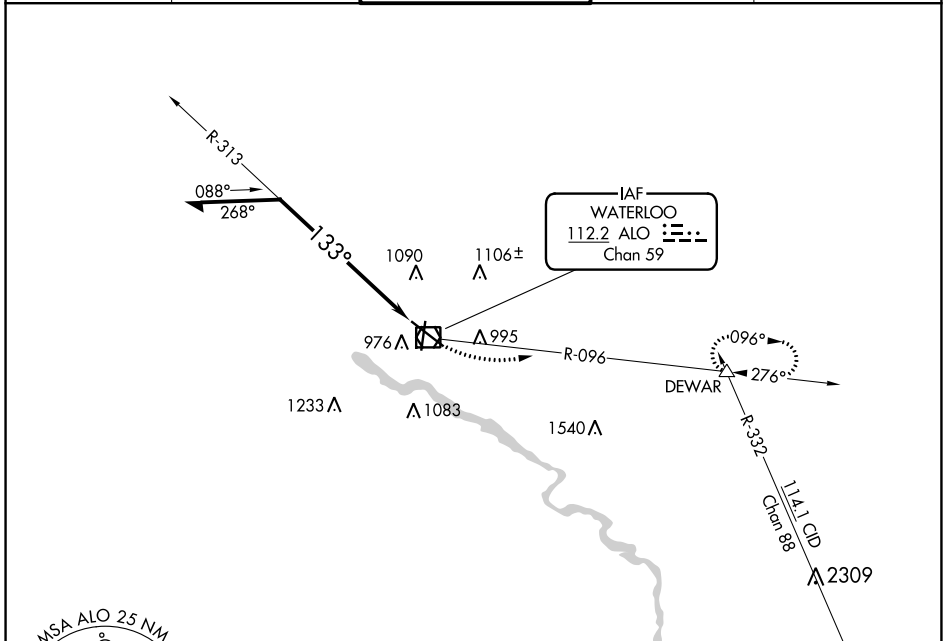 R-313
088°
268°
133°
IAF
WATERLOO
112.2 ALO
Chan 59
1090
1106±
976
995
R-096
096°
276°
DEWAR
1233
1083
1540
R-332
114.1 CID
Chan 88
2309
MSA ALO 25 NM